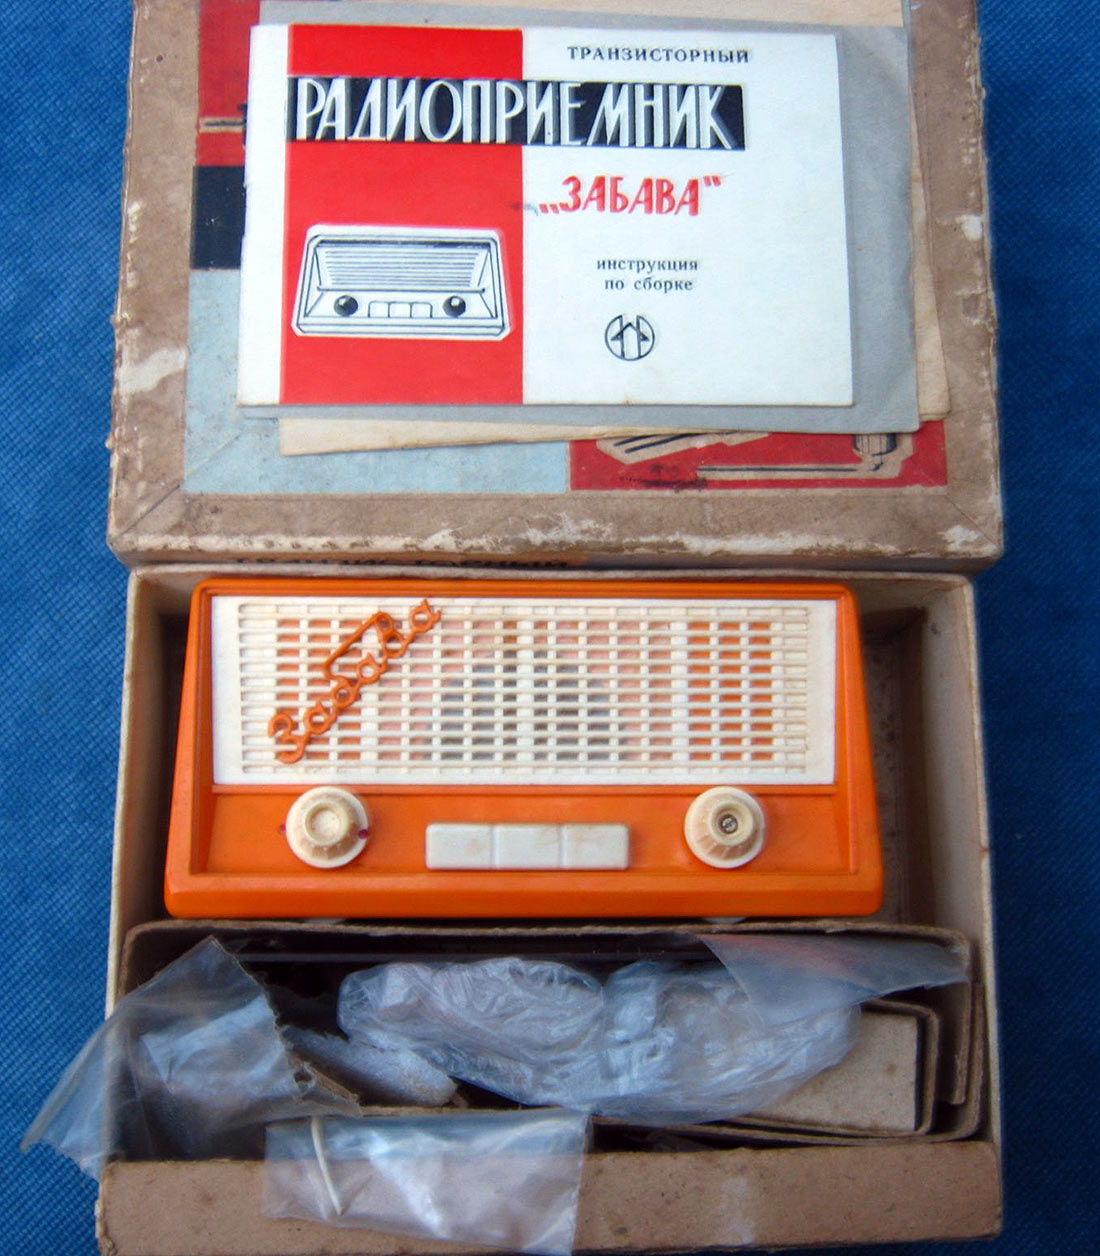 ТРАНЗИСТОРНЫЙ
РАДИОПРИЕМНИК
„ЗАБАВА"
инструкция
по сборке
Забава